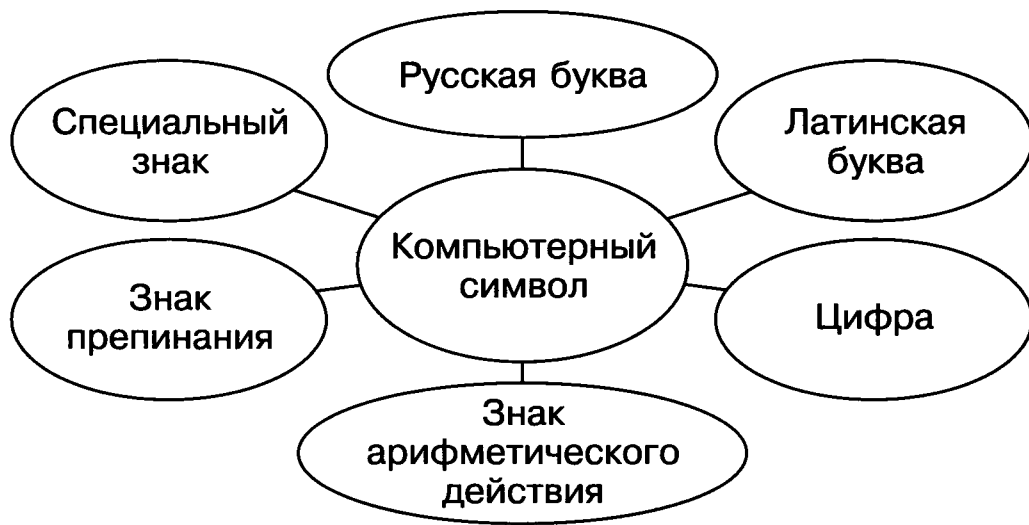 Русская буква
Специальный
знак
Латинская
буква
Компьютерный
символ
Знак
препинания
Цифра
Знак
арифметического
действия